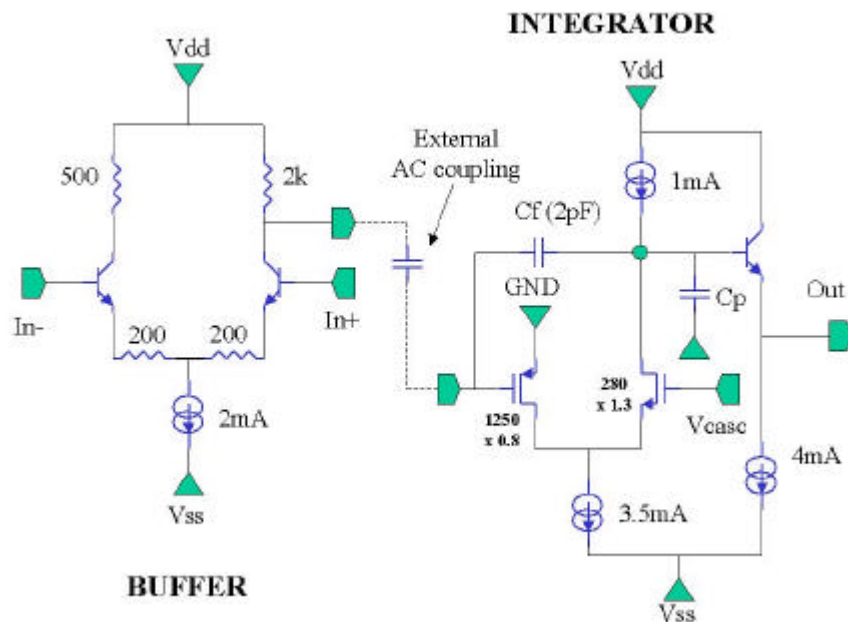 INTEGRATOR
Vdd
Vdd
External
AC coupling
500
2k
1mA
Cf (2pF)
GND
Cp
Out
In-
In+
200
200
280
x 1.3
1250
x 0.8
Vcasc
2mA
4mA
3.5mA
Vss
BUFFER
Vss